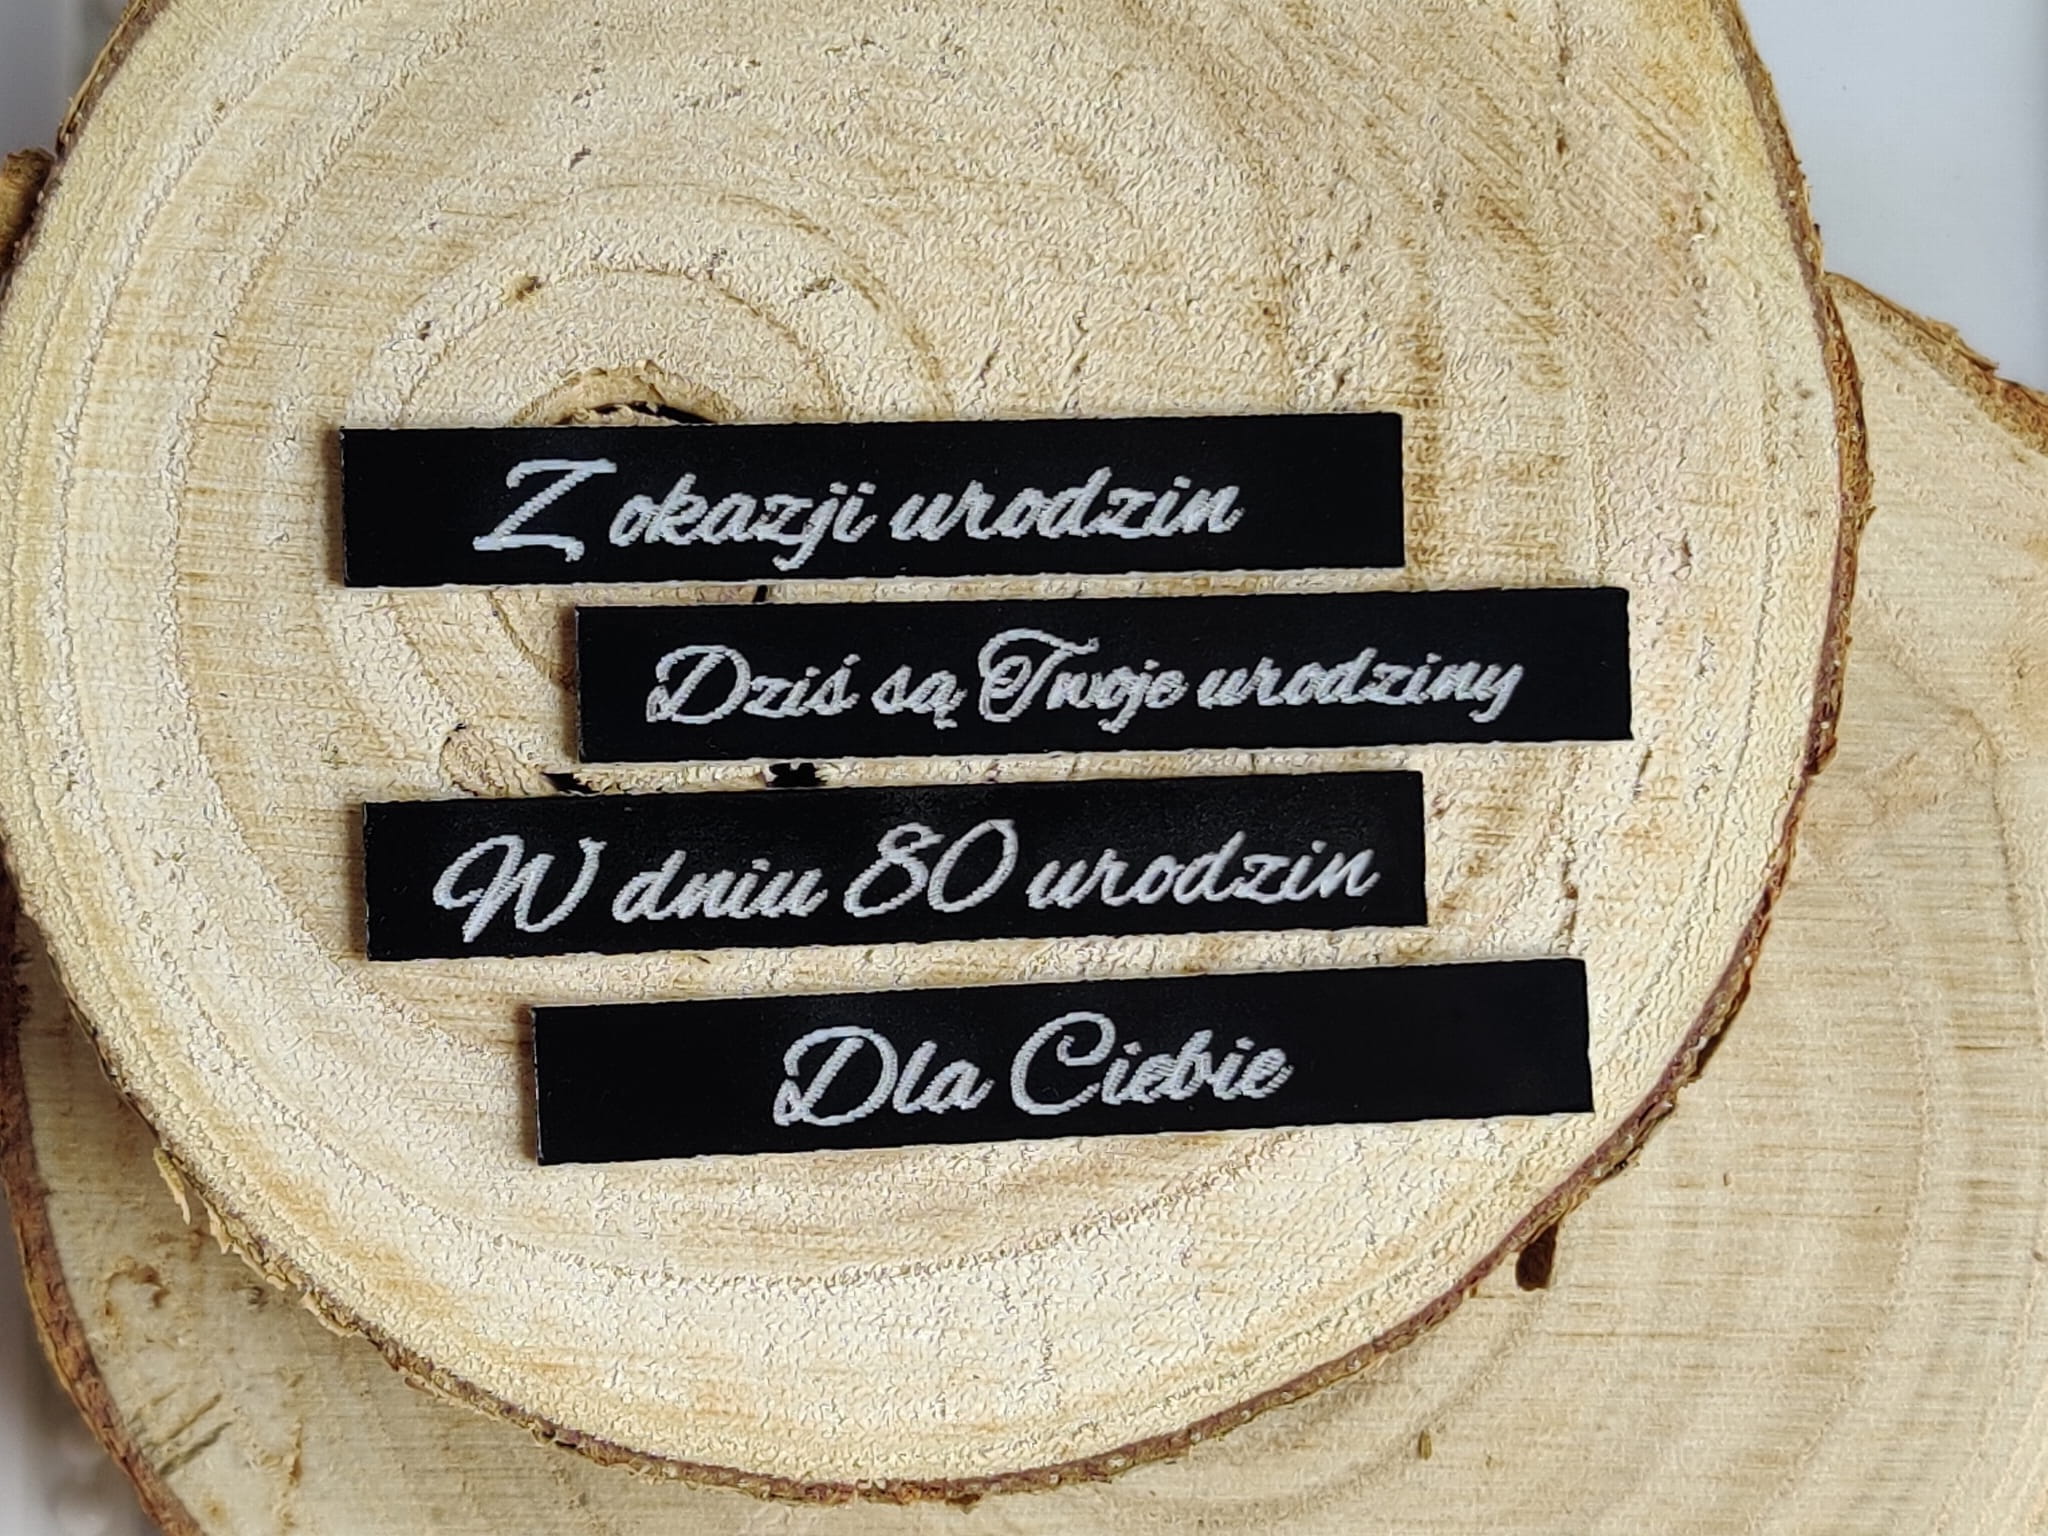 Z okazji urodzin
Dziś są Twoje urodziny
W dniu 80 urodzin
Dla Ciebie